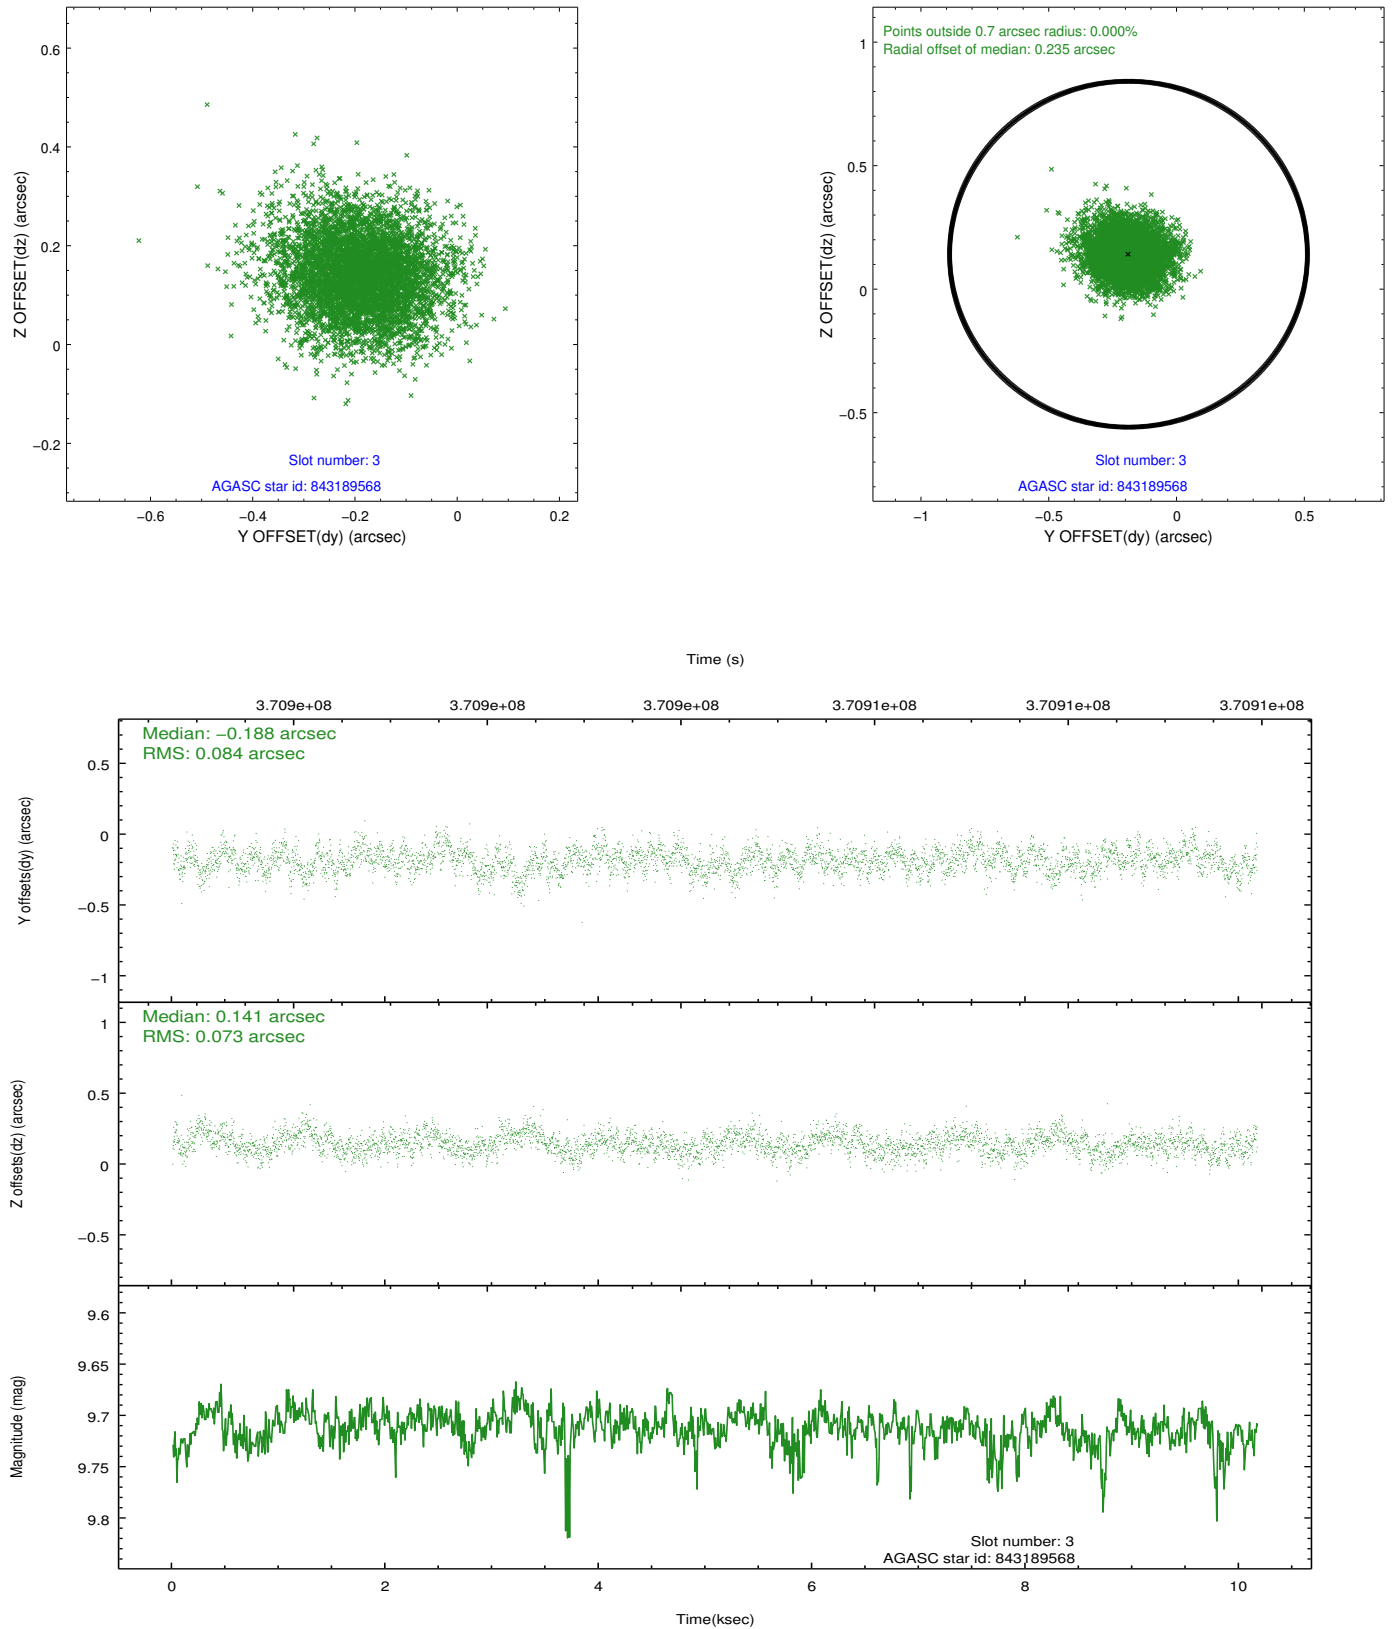 0.6
0.4
0.2
0
−0.2
Z OFFSET(dz) (arcsec)
Slot number: 3
AGASC star id: 843189568
−0.6
−0.4
−0.2
0
0.2
Y OFFSET(dy) (arcsec)
Points outside 0.7 arcsec radius: 0.000%
Radial offset of median: 0.235 arcsec
1
0.5
0
−0.5
Z OFFSET(dz) (arcsec)
Slot number: 3
AGASC star id: 843189568
−1
−0.5
0
0.5
Y OFFSET(dy) (arcsec)
Time (s)
3.709e+08
3.709e+08
3.709e+08
3.7091e+08
3.7091e+08
3.7091e+08
Median: −0.188 arcsec
RMS: 0.084 arcsec
0.5
0
−0.5
−1
Y offsets(dy) (arcsec)
Median: 0.141 arcsec
RMS: 0.073 arcsec
1
0.5
0
−0.5
Z offsets(dz) (arcsec)
9.6
9.65
9.7
9.75
9.8
Magnitude (mag)
Slot number: 3
AGASC star id: 843189568
0
2
4
6
8
10
Time(ksec)